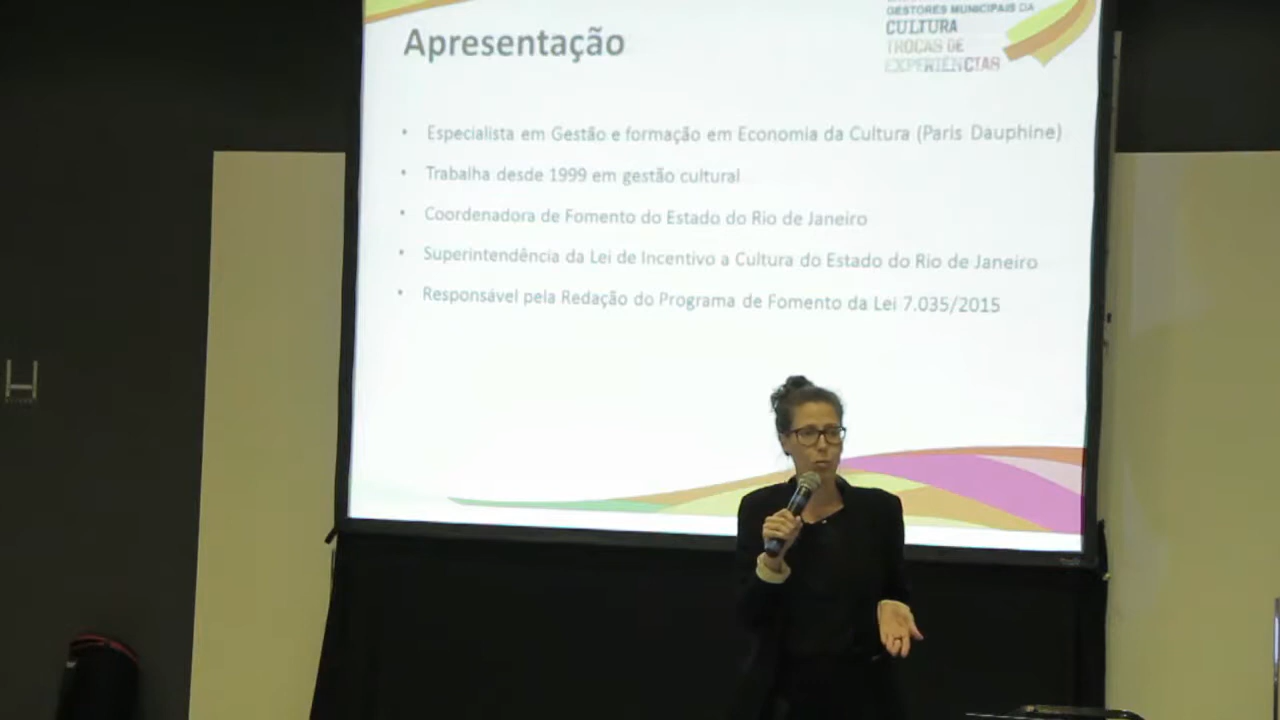 GESTORES MUNICIPAIS DA
CULTURA
TROCAS DE
EXPERIÊNCIAS
Apresentação
• Especialista em Gestão e formação em Economia da Cultura (Paris Dauphine)
• Trabalha desde 1999 em gestão cultural
• Coordenadora de Fomento do Estado do Rio de Janeiro
• Superintendência da Lei de Incentivo a Cultura do Estado do Rio de Janeiro
• Responsável pela Redação do Programa de Fomento da Lei 7.035/2015
H